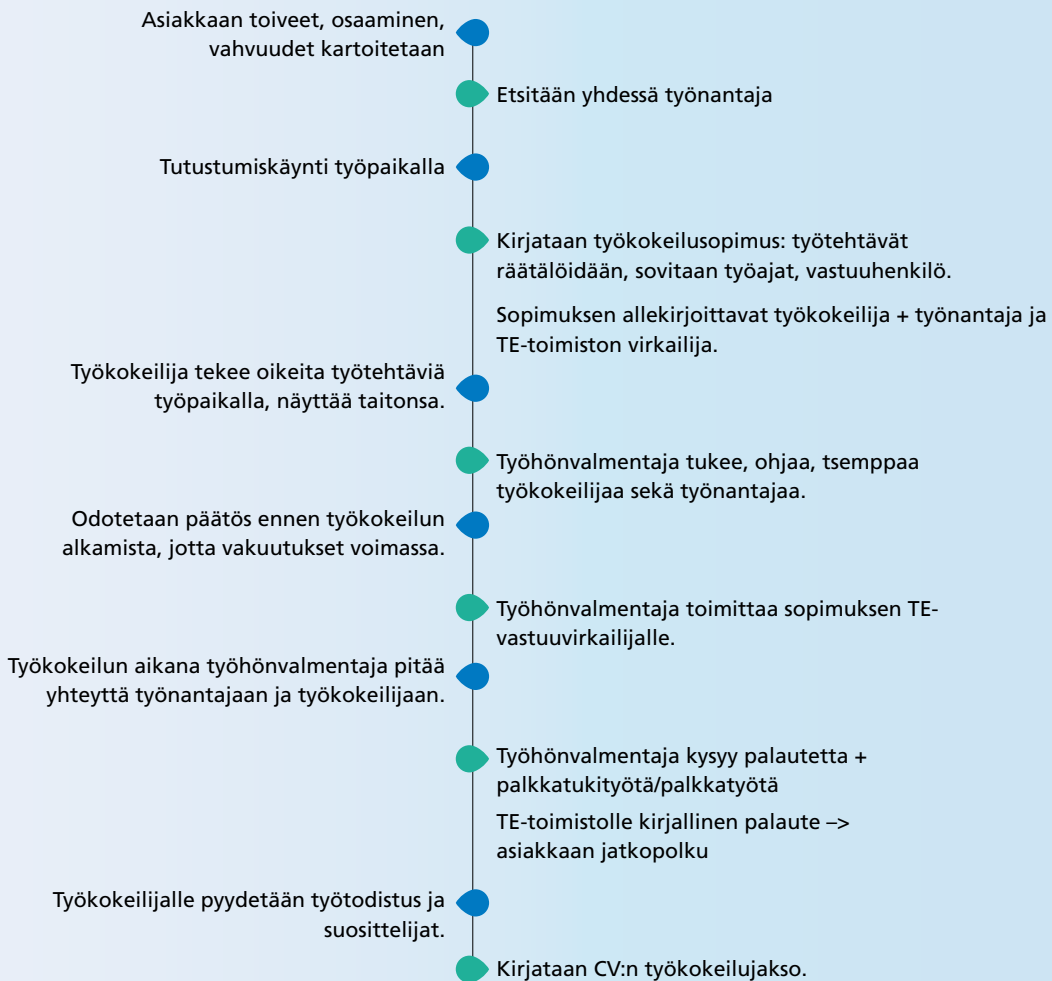 Asiakkaan toiveet, osaaminen,
vahvuudet kartoitetaan
Etsitään yhdessä työnantaja
Tutustumiskäynti työpaikalla
Kirjataan työkokeilusopimus: työtehtävät
räätälöidään, sovitaan työajat, vastuuhenkilö.
Sopimuksen allekirjoittavat työkokeilija + työnantaja ja
TE-toimiston virkailija.
Työkokeilija tekee oikeita työtehtäviä
työpaikalla, näyttää taitonsa.
Työhönvalmentaja tukee, ohjaa, tsemppaa
työkokeilijaa sekä työnantajaa.
Odotetaan päätös ennen työkokeilun
alkamista, jotta vakuutukset voimassa.
Työhönvalmentaja toimittaa sopimuksen TE-
vastuuvirkailijalle.
Työkokeilun aikana työhönvalmentaja pitää
yhteyttä työnantajaan ja työkokeilijaan.
Työhönvalmentaja kysyy palautetta +
palkkatukityötä/palkkatyötä
TE-toimistolle kirjallinen palaute –>
asiakkaan jatkopolku
Työkokeilijalle pyydetään työtodistus ja
suosittelijat.
Kirjataan CV:n työkokeilujakso.